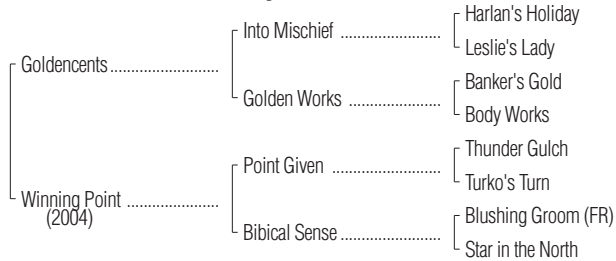 Harlan's Holiday
Into Mischief ....................
Leslie's Lady
Goldencents ......................
Banker's Gold
Golden Works ...................
Body Works
Thunder Gulch
Point Given .....................
Turko's Turn
Winning Point ...................
(2004)
Blushing Groom (FR)
Bibical Sense ....................
Star in the North